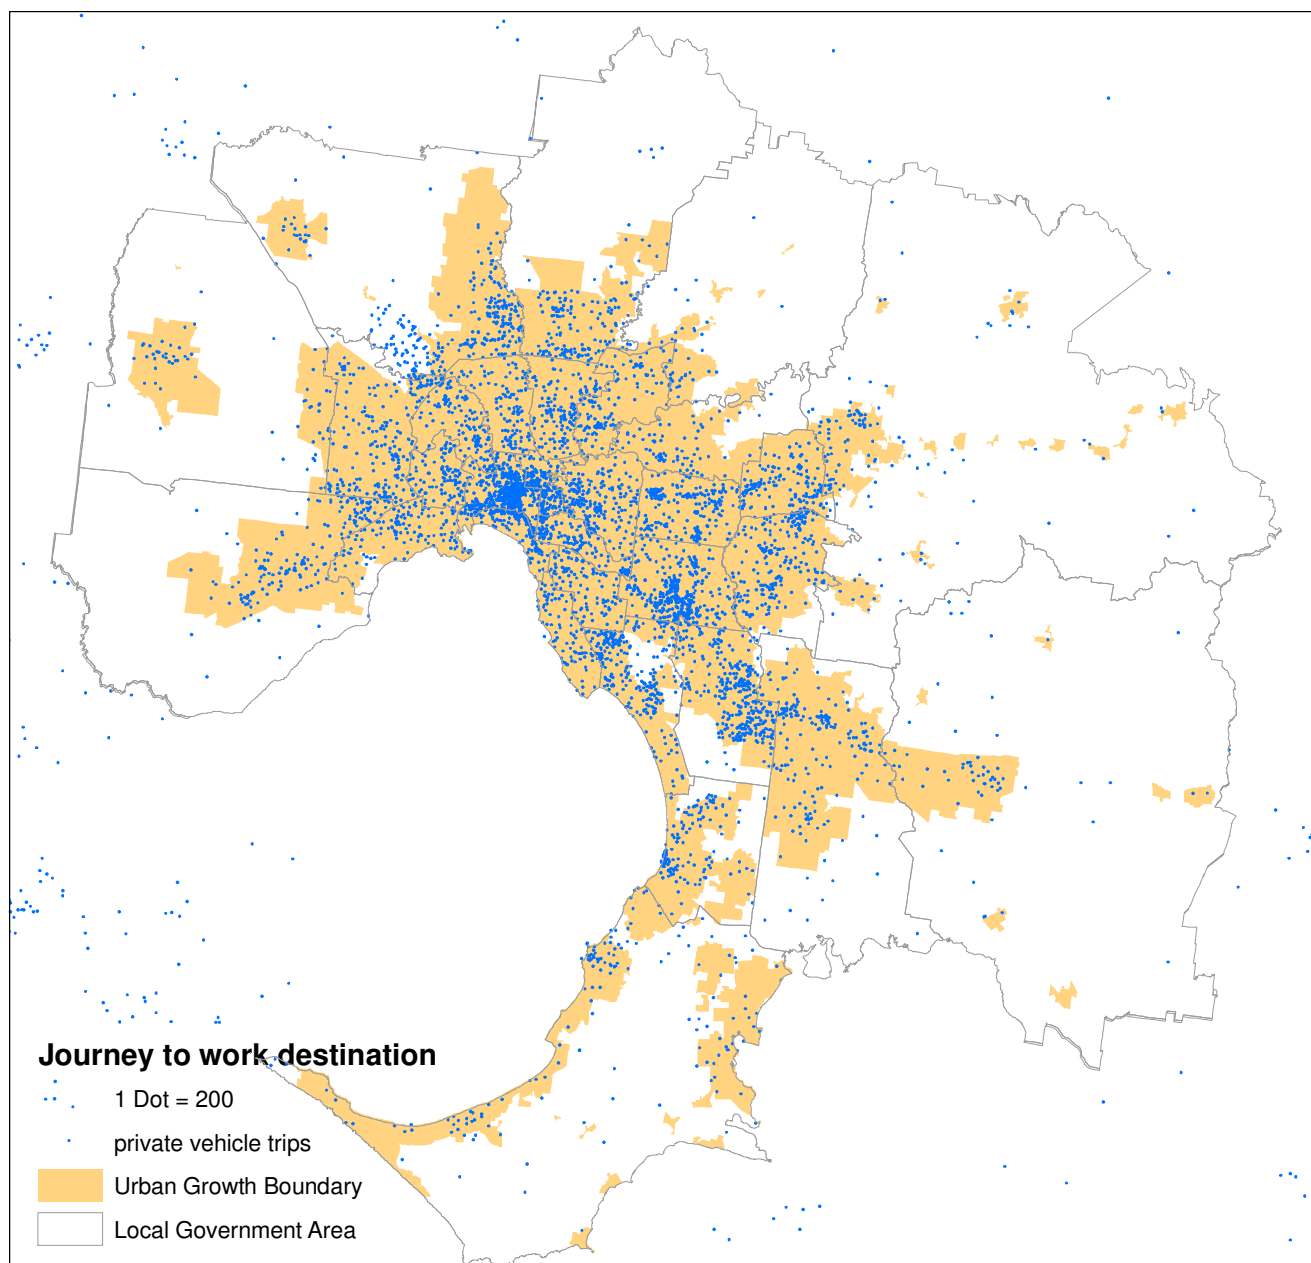 Journey to work destination
1 Dot = 200
private vehicle trips
Urban Growth Boundary
Local Government Area